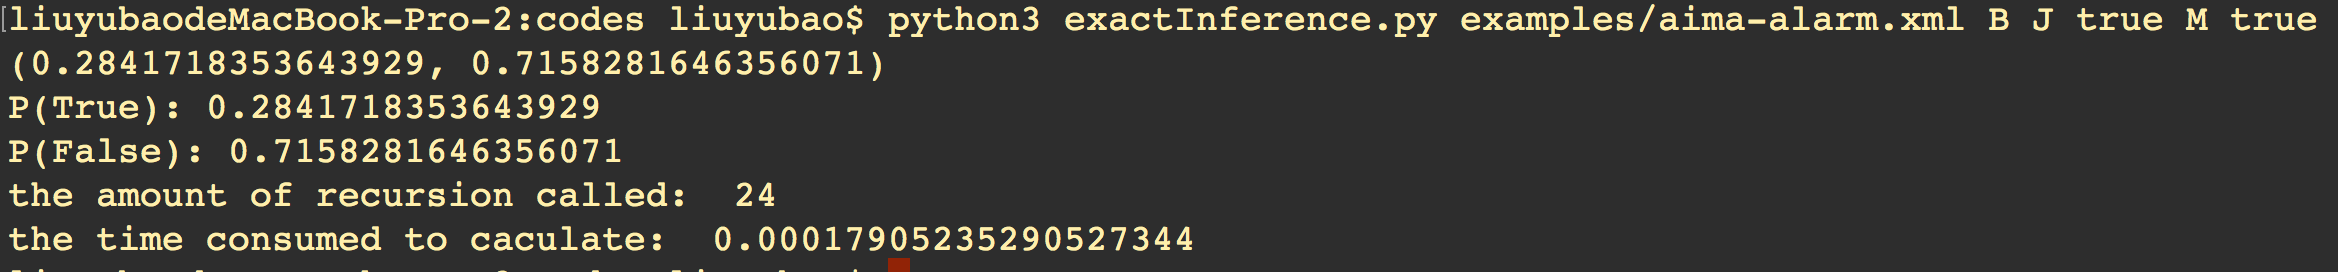 [liuyubaodeMacBook-Pro-2:codes liuyubao$ python3 exactInference.py examples/aima-alarm.xml B J true M true
(0.2841718353643929, 0.7158281646356071)
P(True): 0.2841718353643929
P(False): 0.7158281646356071
the amount of recursion called:  24
the time consumed to caculate:  0.00017905235290527344